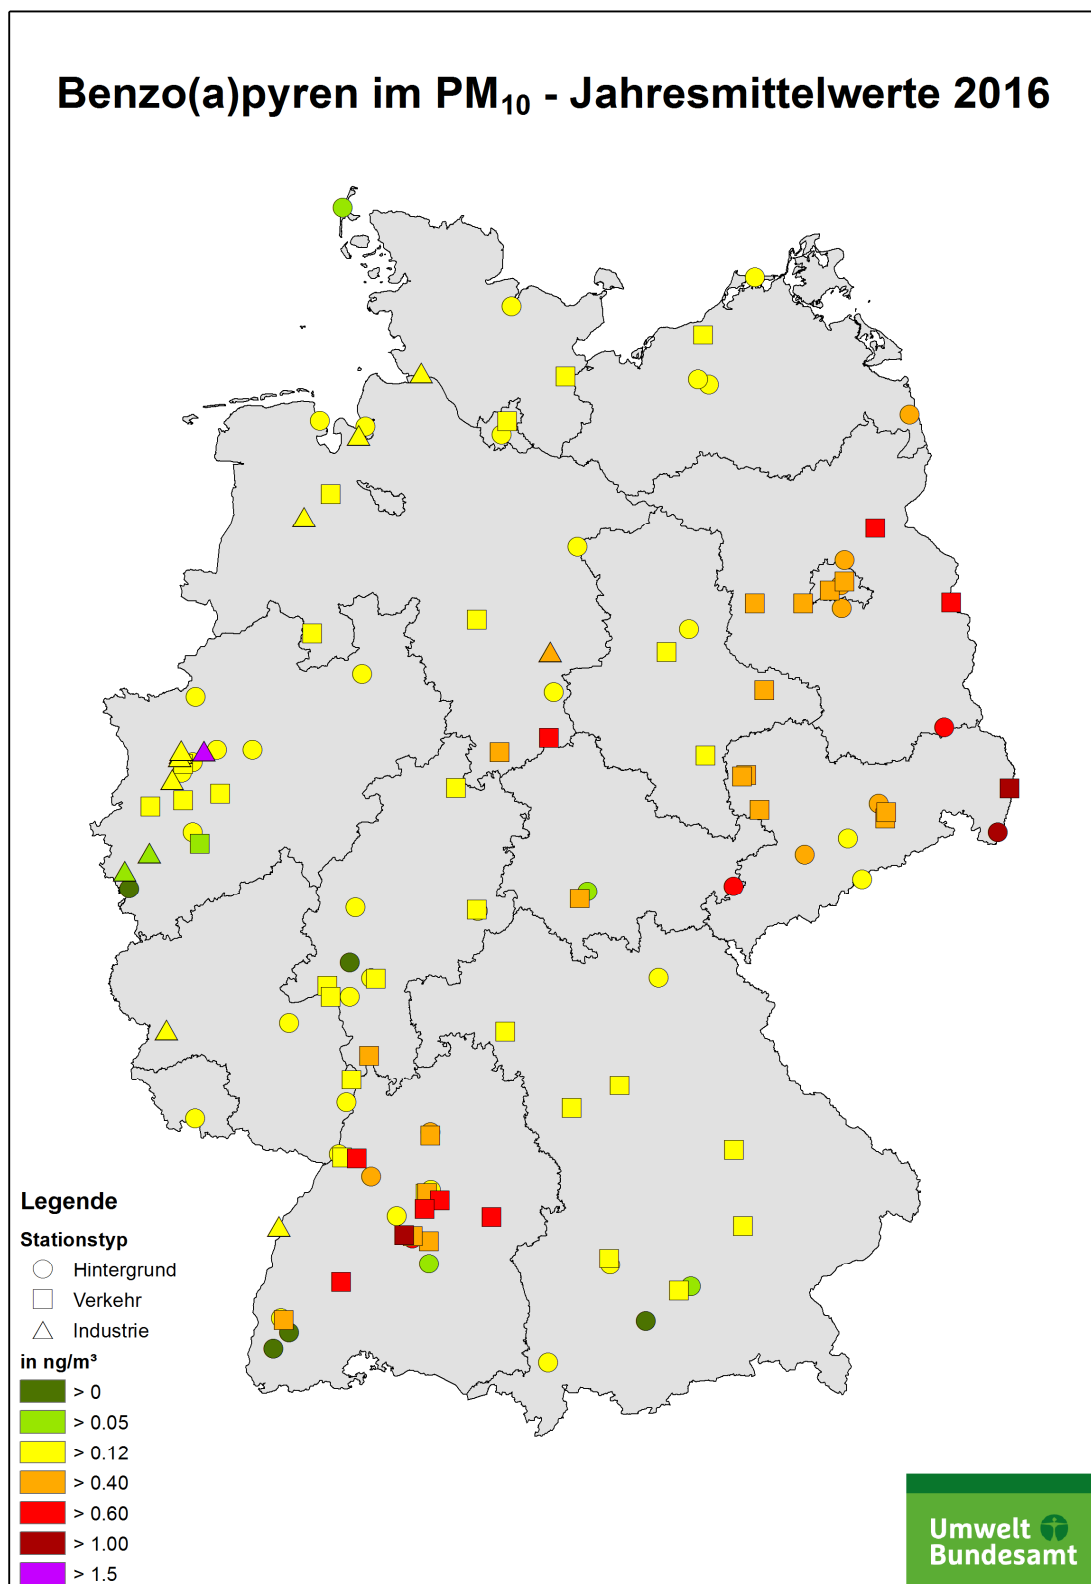 Benzo(a)pyren im PM₁₀ - Jahresmittelwerte 2016
Legende
Stationstyp
Hintergrund
Verkehr
Industrie
in ng/m³
> 0
> 0.05
> 0.12
> 0.40
> 0.60
> 1.00
> 1.5
Umwelt
Bundesamt